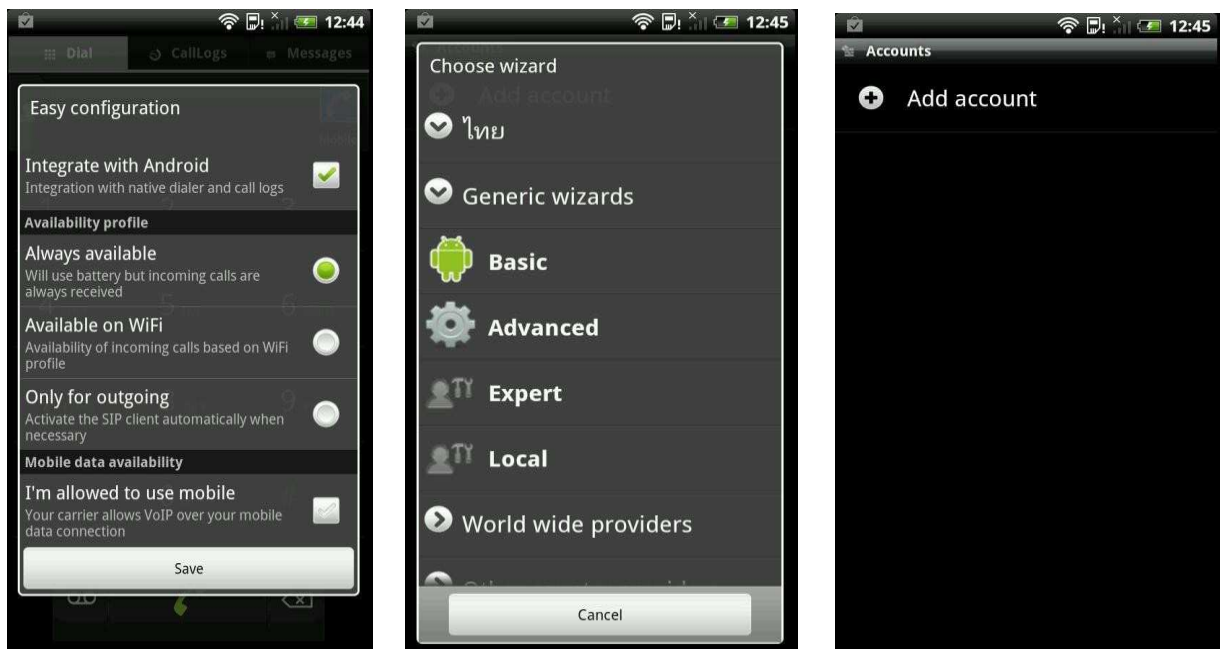 12:44
Dial
CallLogs
Messages
Easy configuration
Integrate with Android
Integration with native dialer and call logs
Availability profile
Always available
Will use battery but incoming calls are
always received
Available on WiFi
Availability of incoming calls based on WiFi
profile
Only for outgoing
Activate the SIP client automatically when
necessary
Mobile data availability
I'm allowed to use mobile
Your carrier allows VoIP over your mobile
data connection
Save
12:45
Accounts
Choose wizard
Add account
ไทย
Generic wizards
Basic
Advanced
Expert
Local
World wide providers
Cancel
12:45
Accounts
Add account